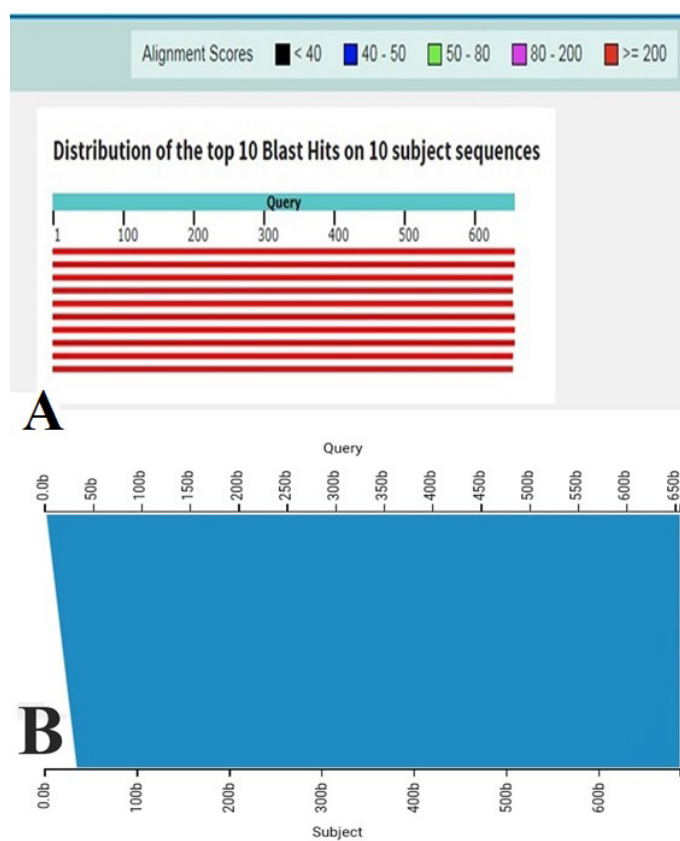 Alignment Scores < 40 40 - 50 50 - 80 80 - 200 >= 200
Distribution of the top 10 Blast Hits on 10 subject sequences
Query
1 100 200 300 400 500 600
A
Query
0.0b 50b 100b 150b 200b 250b 300b 350b 400b 450b 500b 550b 600b 650b
B
0.0b 100b 200b 300b 400b 500b 600b
Subject